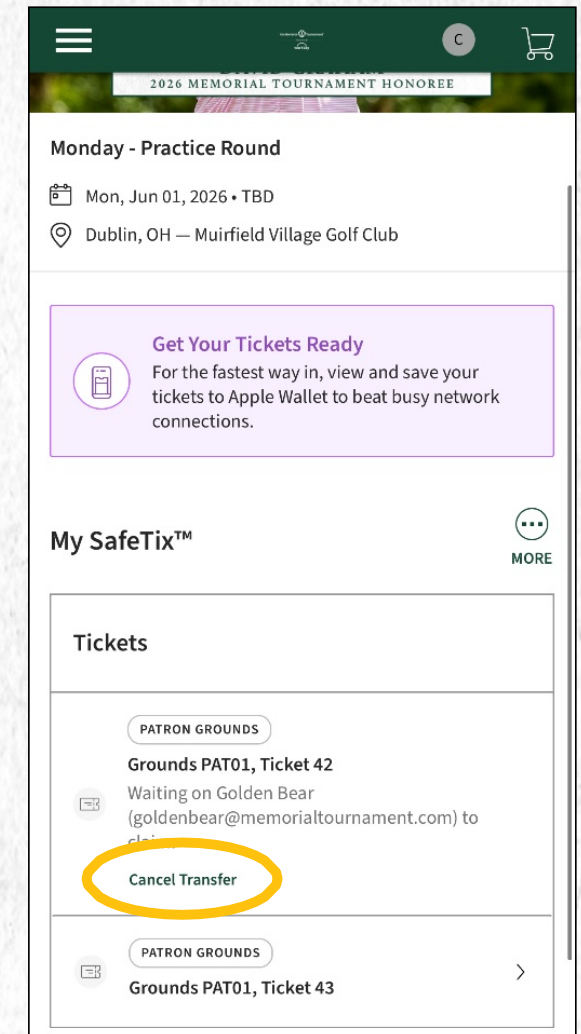 C
2026 MEMORIAL TOURNAMENT HONOREE
Monday - Practice Round
Mon, Jun 01, 2026 • TBD
Dublin, OH — Muirfield Village Golf Club
Get Your Tickets Ready
For the fastest way in, view and save your
tickets to Apple Wallet to beat busy network
connections.
My SafeTix™
MORE
Tickets
PATRON GROUNDS
Grounds PAT01, Ticket 42
Waiting on Golden Bear
(goldenbear@memorialtournament.com) to
Cancel Transfer
PATRON GROUNDS
Grounds PAT01, Ticket 43